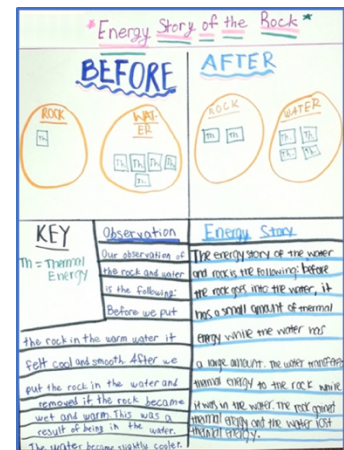 *Energy Story of the Rock*
BEFORE
AFTER
ROCK
Th
WAT-
ER
Th Th Th Th
Th
ROCK
Th Th
WATER
Th Th
Th Th
KEY
Th = Thermal
Energy
Observation
Our observation of
the rock and water
is the following:
Before we put
the rock in the warm water it
felt cool and smooth. After we
put the rock in the water and
removed it the rock became
wet and warm. This was a
result of being in the water.
The water became slightly cooler.
Energy Story
The energy story of the water
and rock is the following: before
the rock goes into the water, it
has a small amount of thermal
energy while the water has
a large amount. The water transferred
thermal energy to the rock while
it was in the water. The rock gained
thermal energy and the water lost
thermal energy.